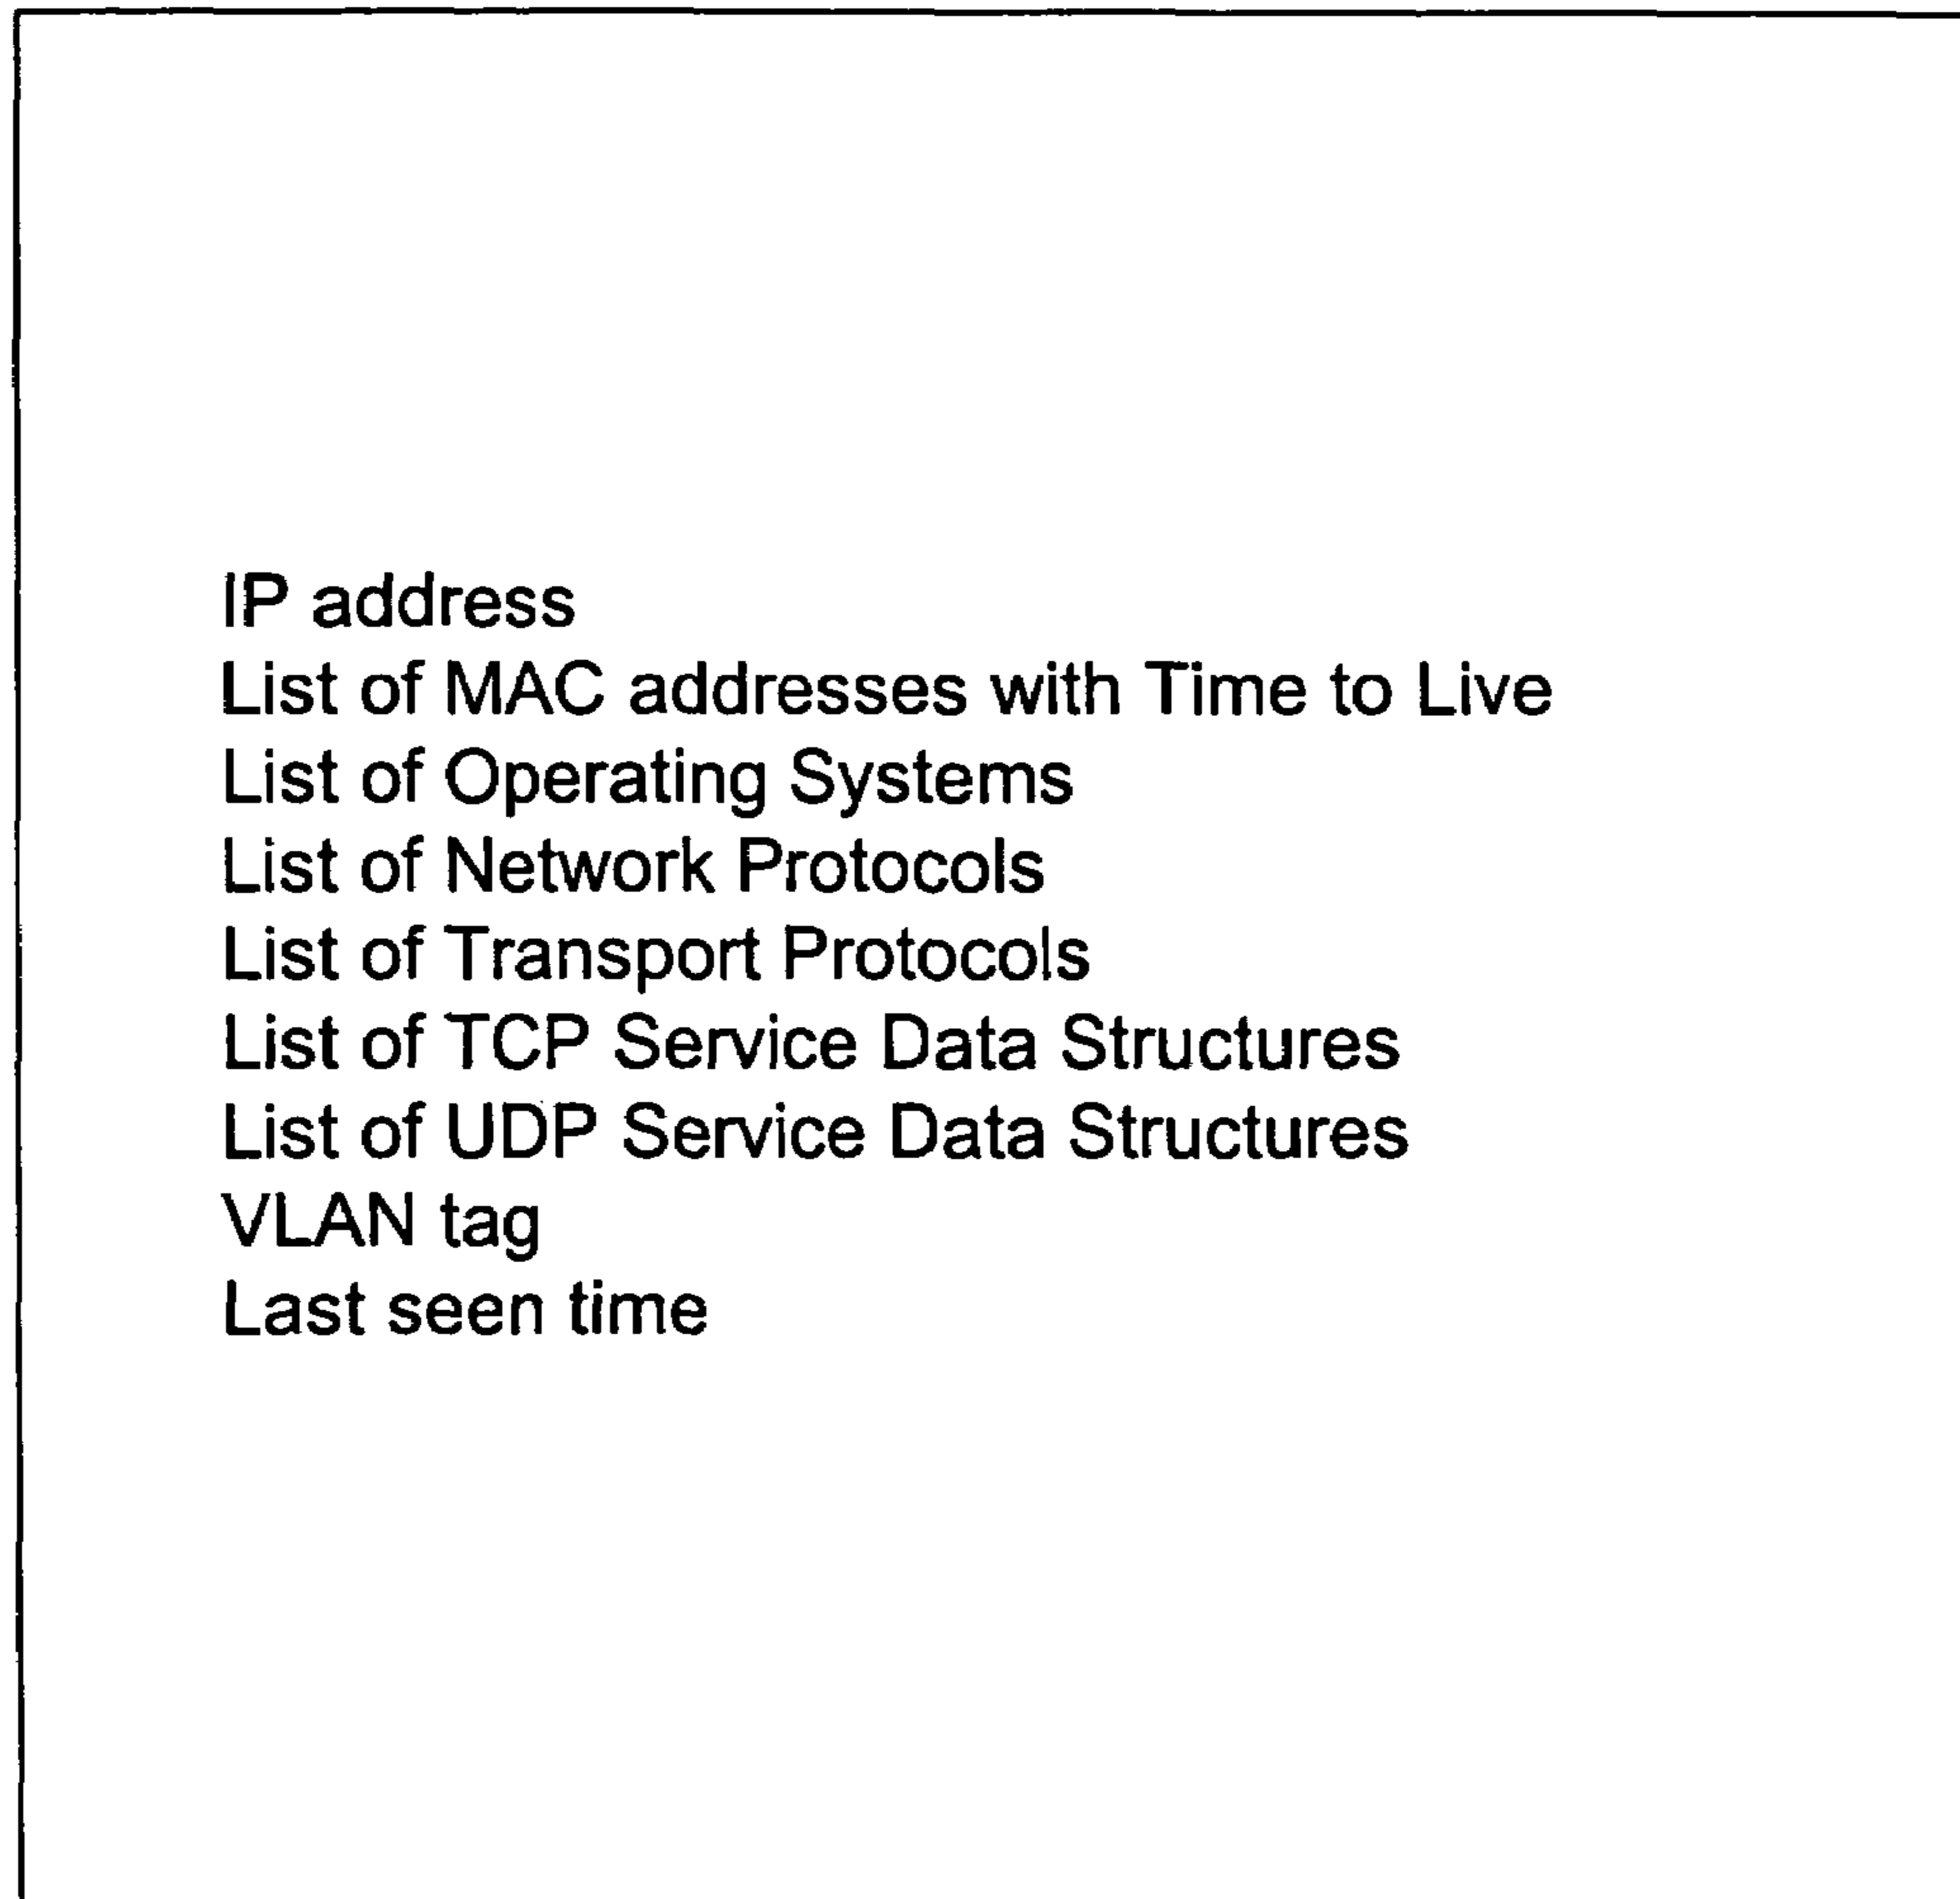 IP address
List of MAC addresses with Time to Live
List of Operating Systems
List of Network Protocols
List of Transport Protocols
List of TCP Service Data Structures
List of UDP Service Data Structures
VLAN tag
Last seen time